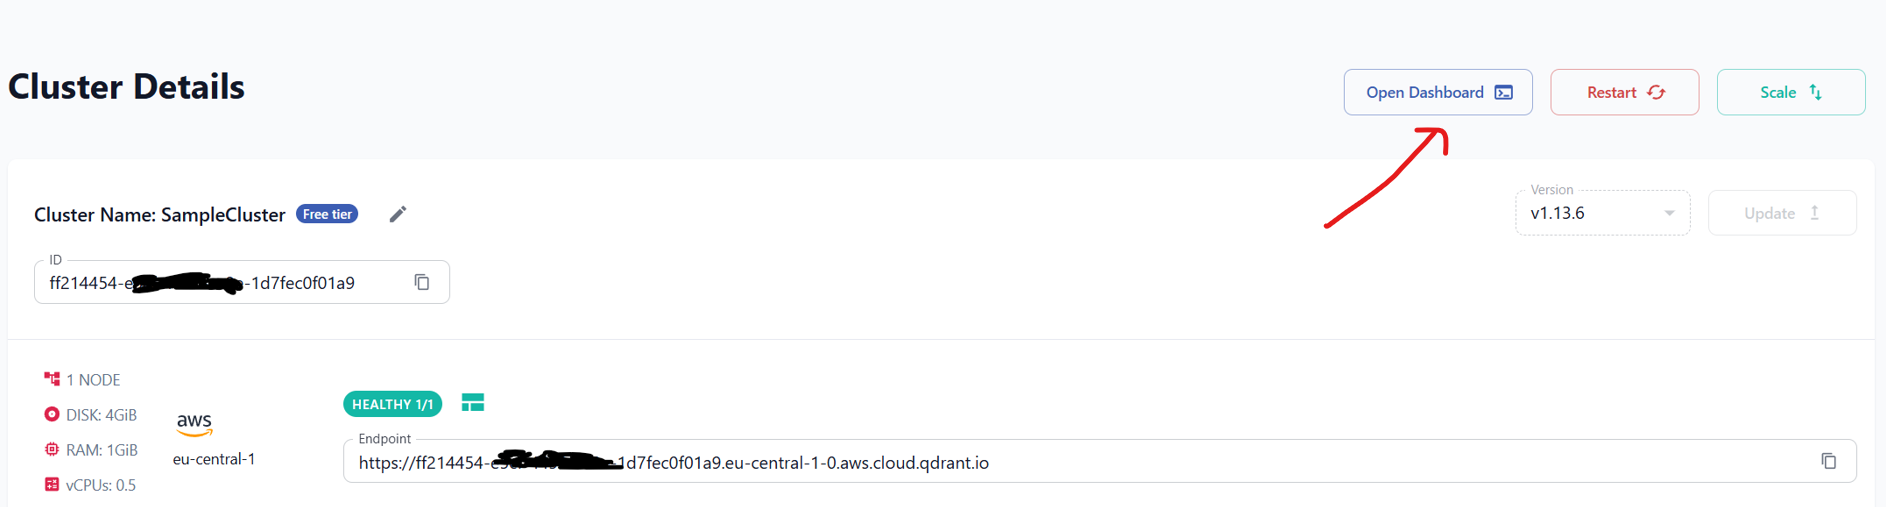 Cluster Details
Open Dashboard
Restart
Scale
Cluster Name: SampleCluster
Free tier
Version
v1.13.6
Update
ID
ff214454-e -1d7fec0f01a9
1 NODE
DISK: 4GiB
RAM: 1GiB
vCPUs: 0.5
aws
eu-central-1
HEALTHY 1/1
Endpoint
https://ff214454- 1d7fec0f01a9.eu-central-1-0.aws.cloud.qdrant.io